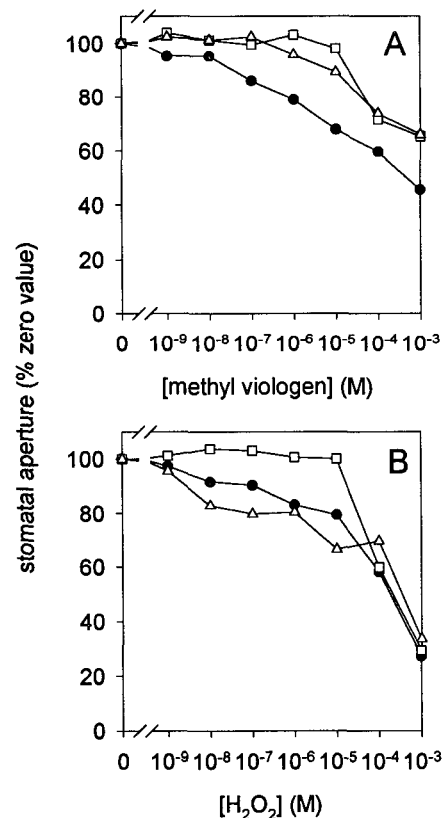 A
100
80
60
40
20
0
0 10⁻⁹ 10⁻⁸ 10⁻⁷ 10⁻⁶ 10⁻⁵ 10⁻⁴ 10⁻³
[methyl viologen] (M)
stomatal aperture (% zero value)
B
100
80
60
40
20
0
0 10⁻⁹ 10⁻⁸ 10⁻⁷ 10⁻⁶ 10⁻⁵ 10⁻⁴ 10⁻³
[H₂O₂] (M)